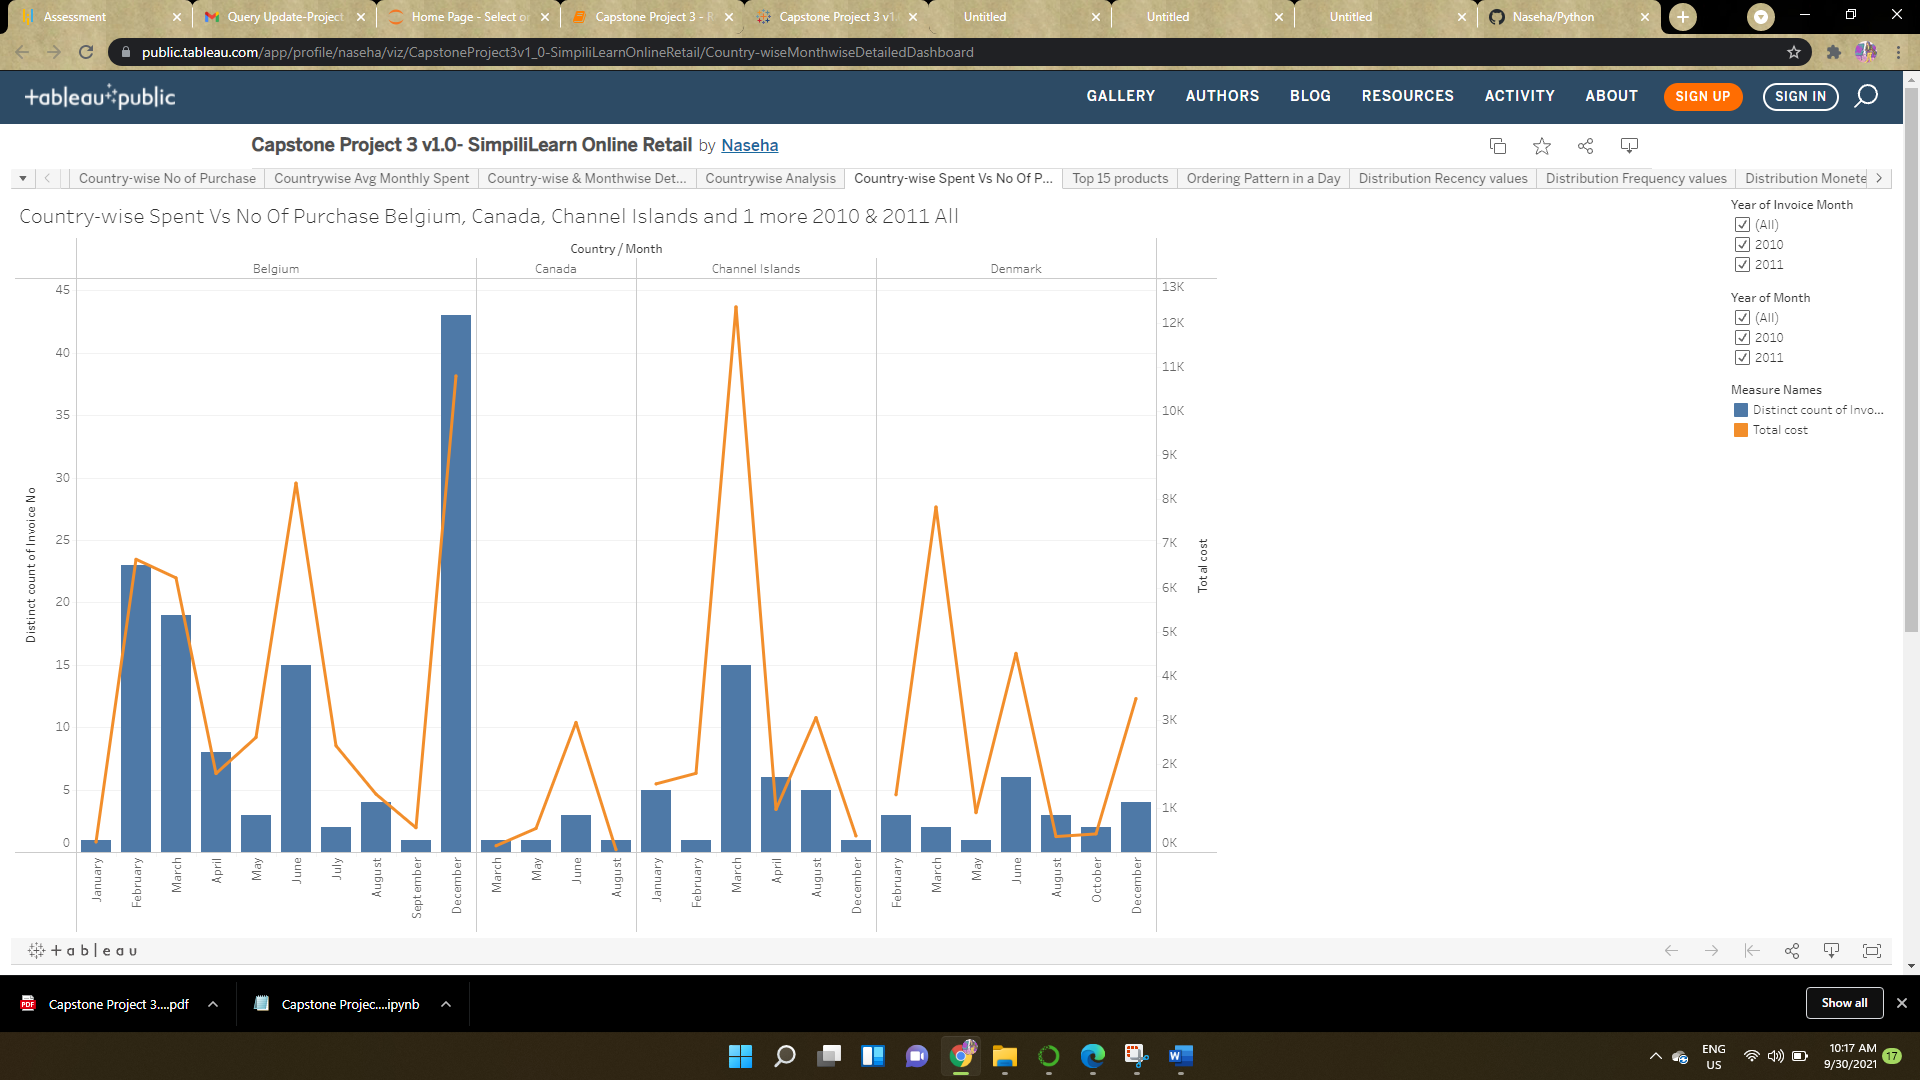 Assessment
Query Update-Project
Home Page - Select or
Capstone Project 3 - R
Capstone Project 3 v1.
Untitled
Untitled
Untitled
Naseha/Python
public.tableau.com/app/profile/naseha/viz/CapstoneProject3v1_0-SimpiliLearnOnlineRetail/Country-wiseMonthwiseDetailedDashboard
+ableau public
GALLERY AUTHORS BLOG RESOURCES ACTIVITY ABOUT SIGN UP SIGN IN
Capstone Project 3 v1.0- SimpiliLearn Online Retail by Naseha
Country-wise No of Purchase
Countrywise Avg Monthly Spent
Country-wise & Monthwise Det...
Countrywise Analysis
Country-wise Spent Vs No Of P...
Top 15 products
Ordering Pattern in a Day
Distribution Recency values
Distribution Frequency values
Distribution Monete
Country-wise Spent Vs No Of Purchase Belgium, Canada, Channel Islands and 1 more 2010 & 2011 All
Country / Month
Belgium Canada Channel Islands Denmark
Distinct count of Invoice No
45
40
35
30
25
20
15
10
5
0
13K
12K
11K
10K
9K
8K
7K
6K
5K
4K
3K
2K
1K
0K
Total cost
January February March April May June July August September December
March May June August
January February March April August December
February March May June August October December
Year of Invoice Month
(All)
2010
2011
Year of Month
(All)
2010
2011
Measure Names
Distinct count of Invo...
Total cost
+ableau
Capstone Project 3....pdf
Capstone Projec....ipynb
Show all
PDF
W
ENG
US
10:17 AM
9/30/2021
17